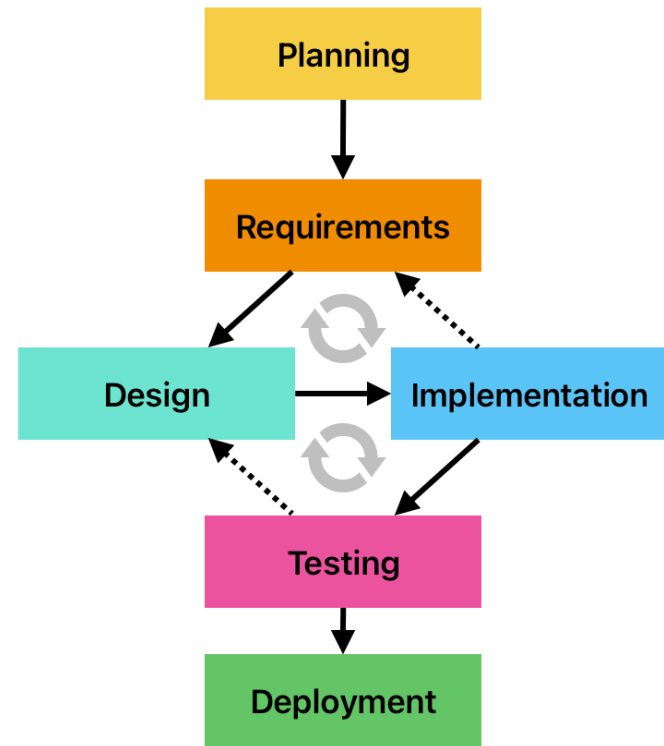 Planning
Requirements
Design
Implementation
Testing
Deployment